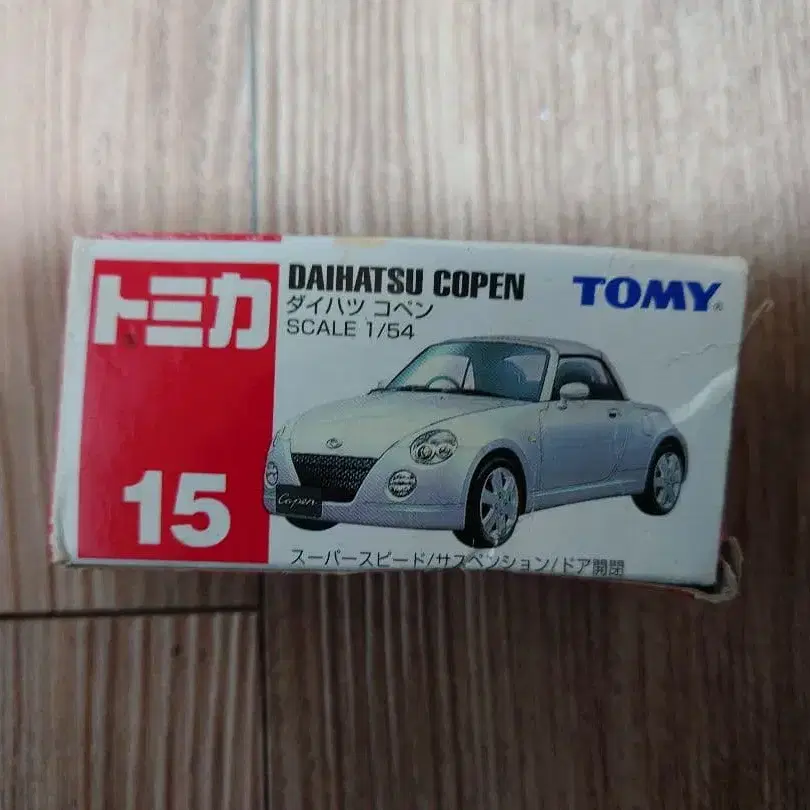 トミカ
15
DAIHATSU COPEN
ダイハツ コペン
SCALE 1/54
TOMY®
Copen
スーパースピード/サスペンション/ドア開閉